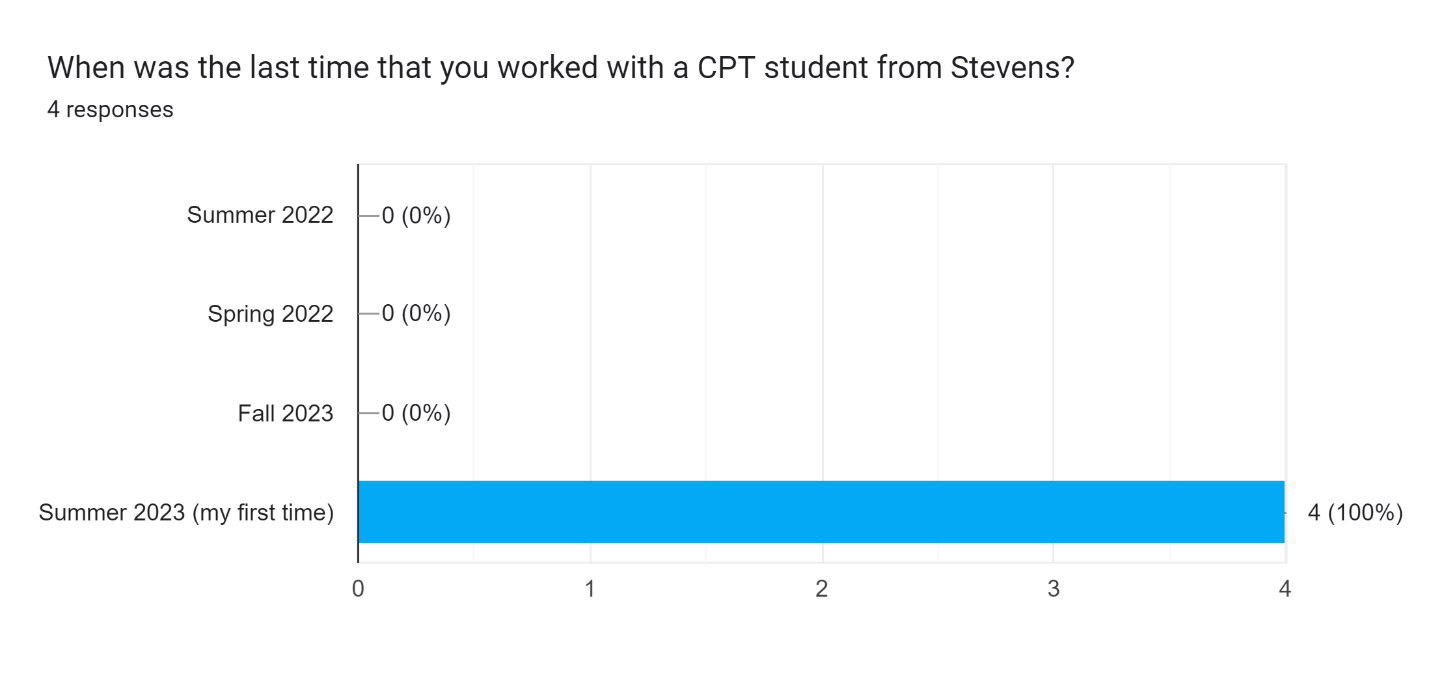 When was the last time that you worked with a CPT student from Stevens?
4 responses
Summer 2022 0 (0%)
Spring 2022 0 (0%)
Fall 2023 0 (0%)
Summer 2023 (my first time) 4 (100%)
0 1 2 3 4